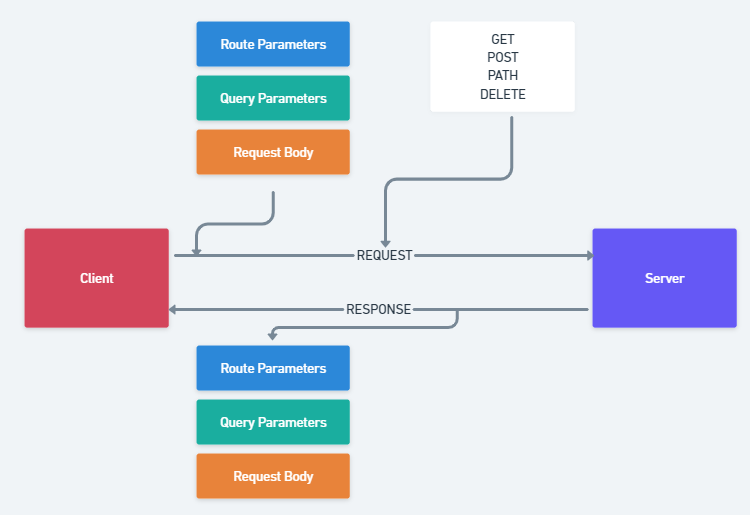 Route Parameters
Query Parameters
Request Body
GET
POST
PATH
DELETE
Client
REQUEST
RESPONSE
Server
Route Parameters
Query Parameters
Request Body